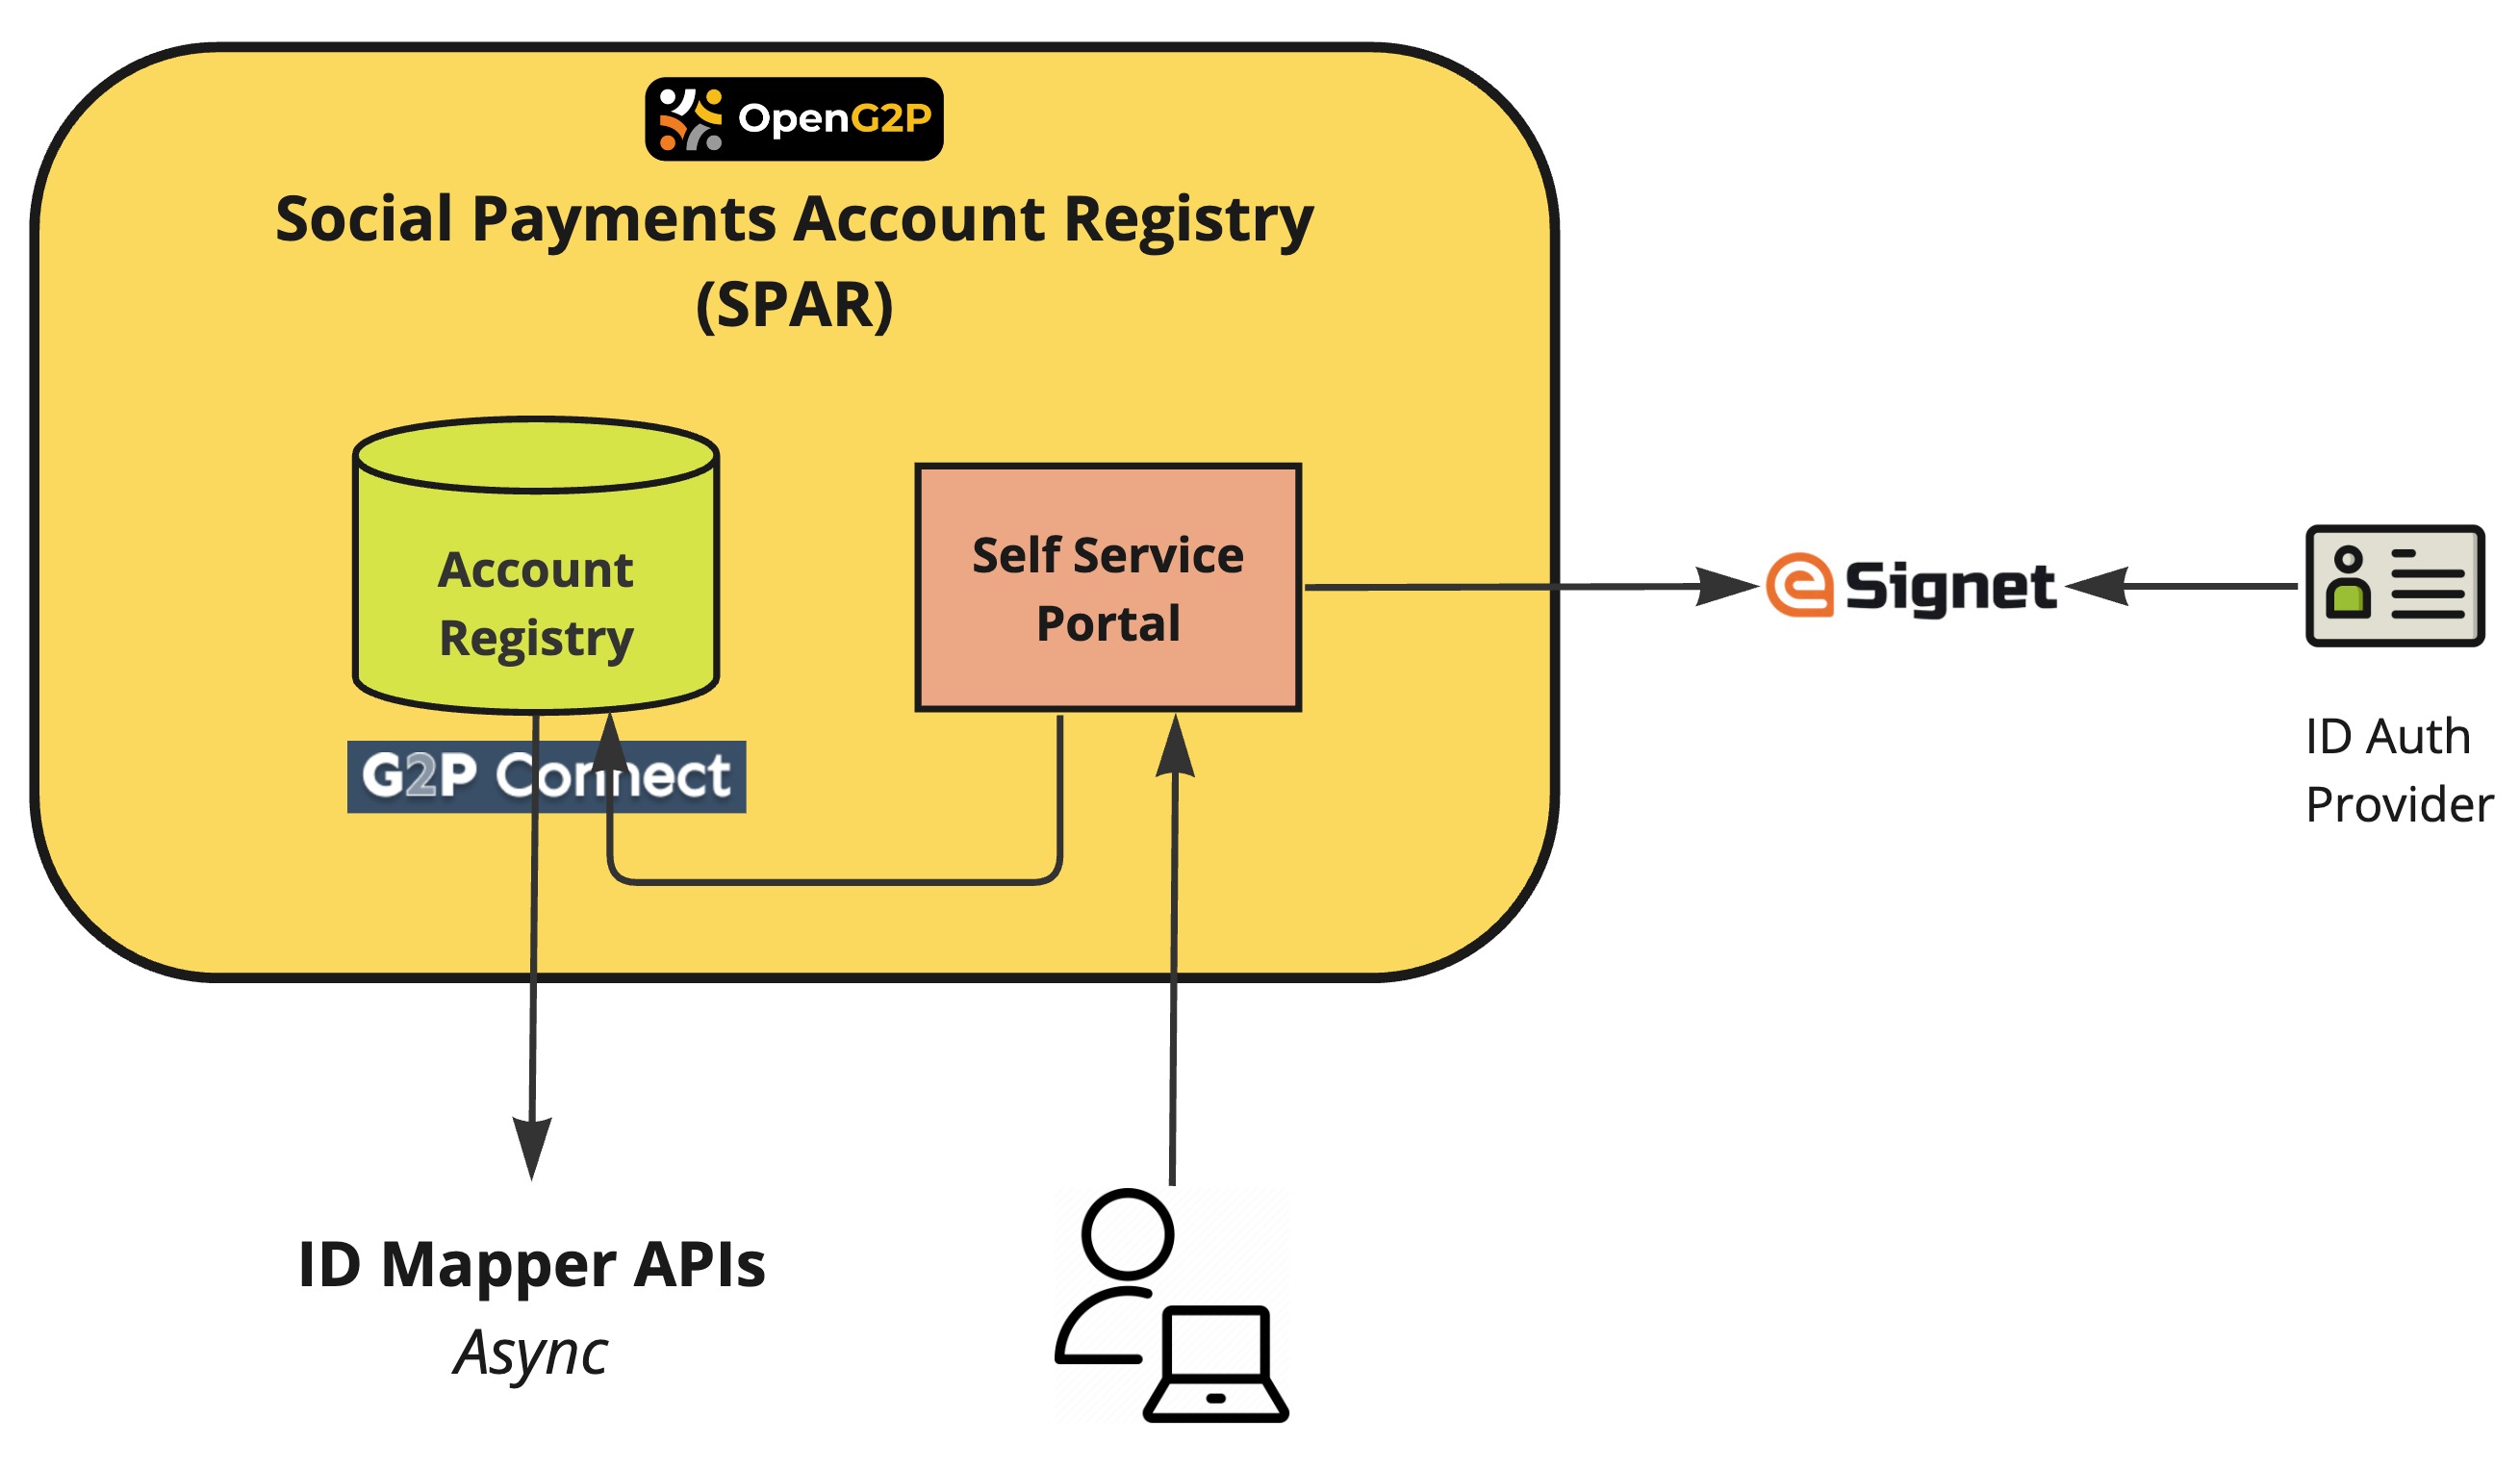 OpenG2P
Social Payments Account Registry
(SPAR)
Account
Registry
Self Service
Portal
G2P Connect
eSignet
ID Auth
Provider
ID Mapper APIs
Async